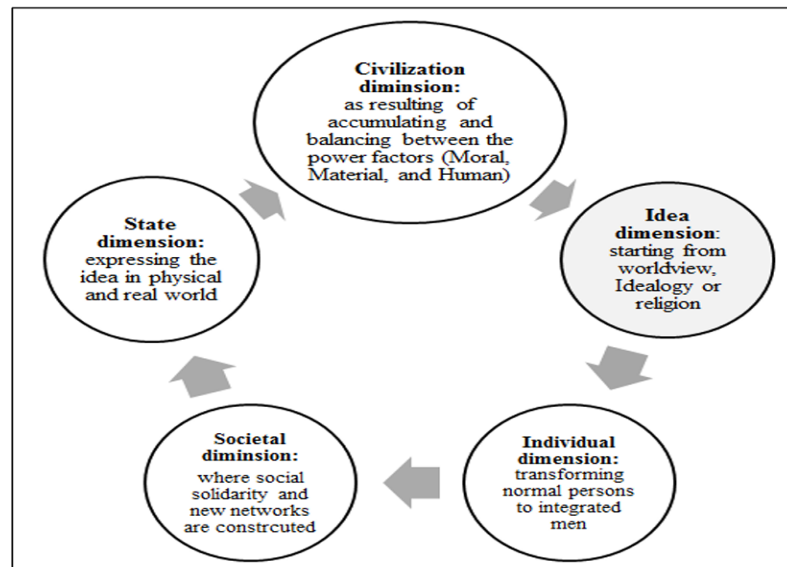 Civilization
diminsion:
as resulting of
accumulating and
balancing between the
power factors (Moral,
Material, and Human)
Idea
dimension:
starting from
worldview,
Idealogy or
religion
Individual
dimension:
transforming
normal persons
to integrated
men
Societal
diminsion:
where social
solidarity and
new networks
are constrcuted
State
dimension:
expressing the
idea in physical
and real world